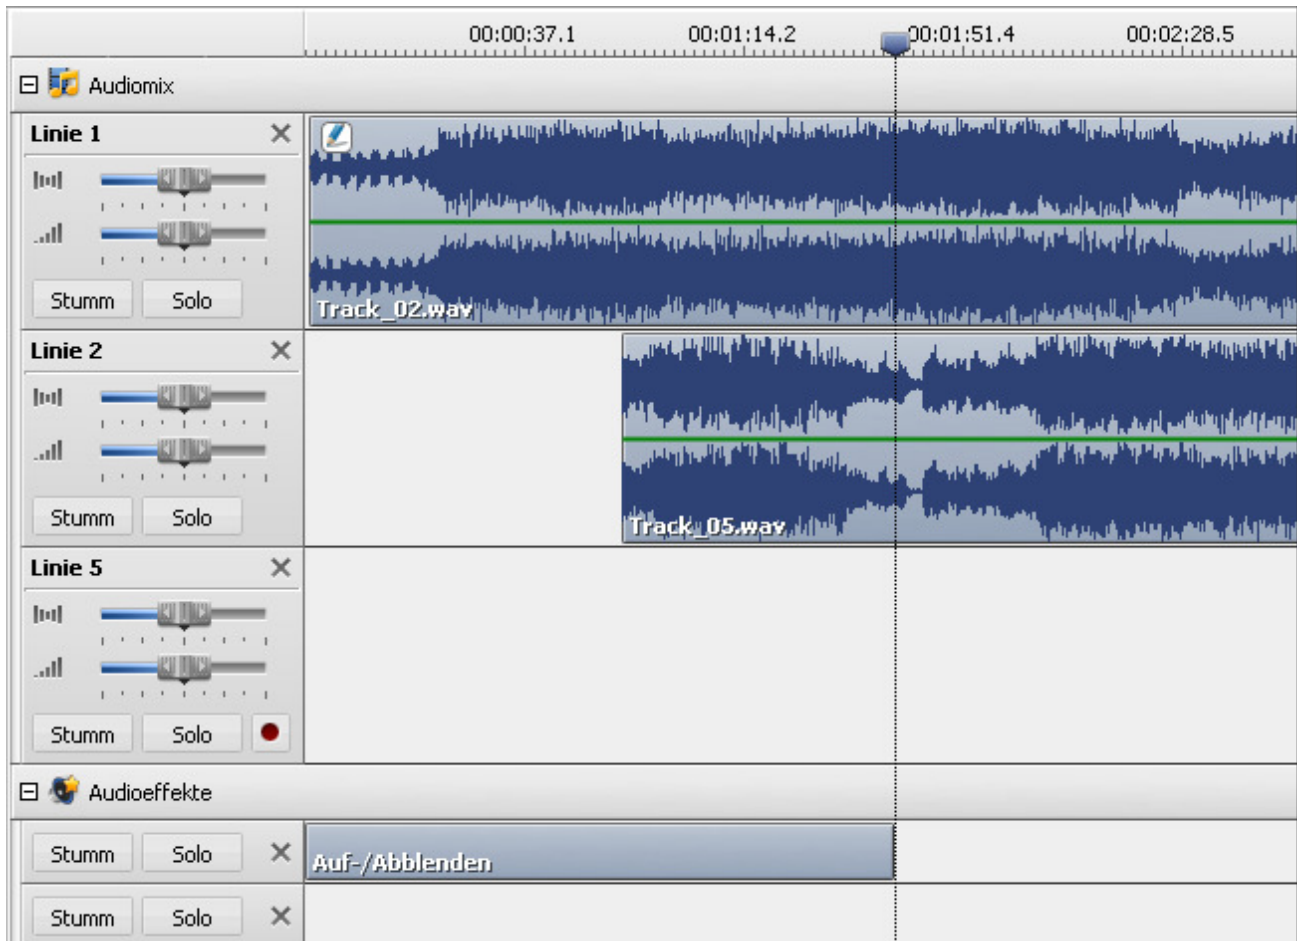 00:00:37.1 00:01:14.2 00:01:51.4 00:02:28.5
Audiomix
Linie 1
Stumm Solo
Track_02.wav
Linie 2
Stumm Solo
Track_05.wav
Linie 5
Stumm Solo
Audioeffekte
Stumm Solo
Auf-/Abblenden
Stumm Solo